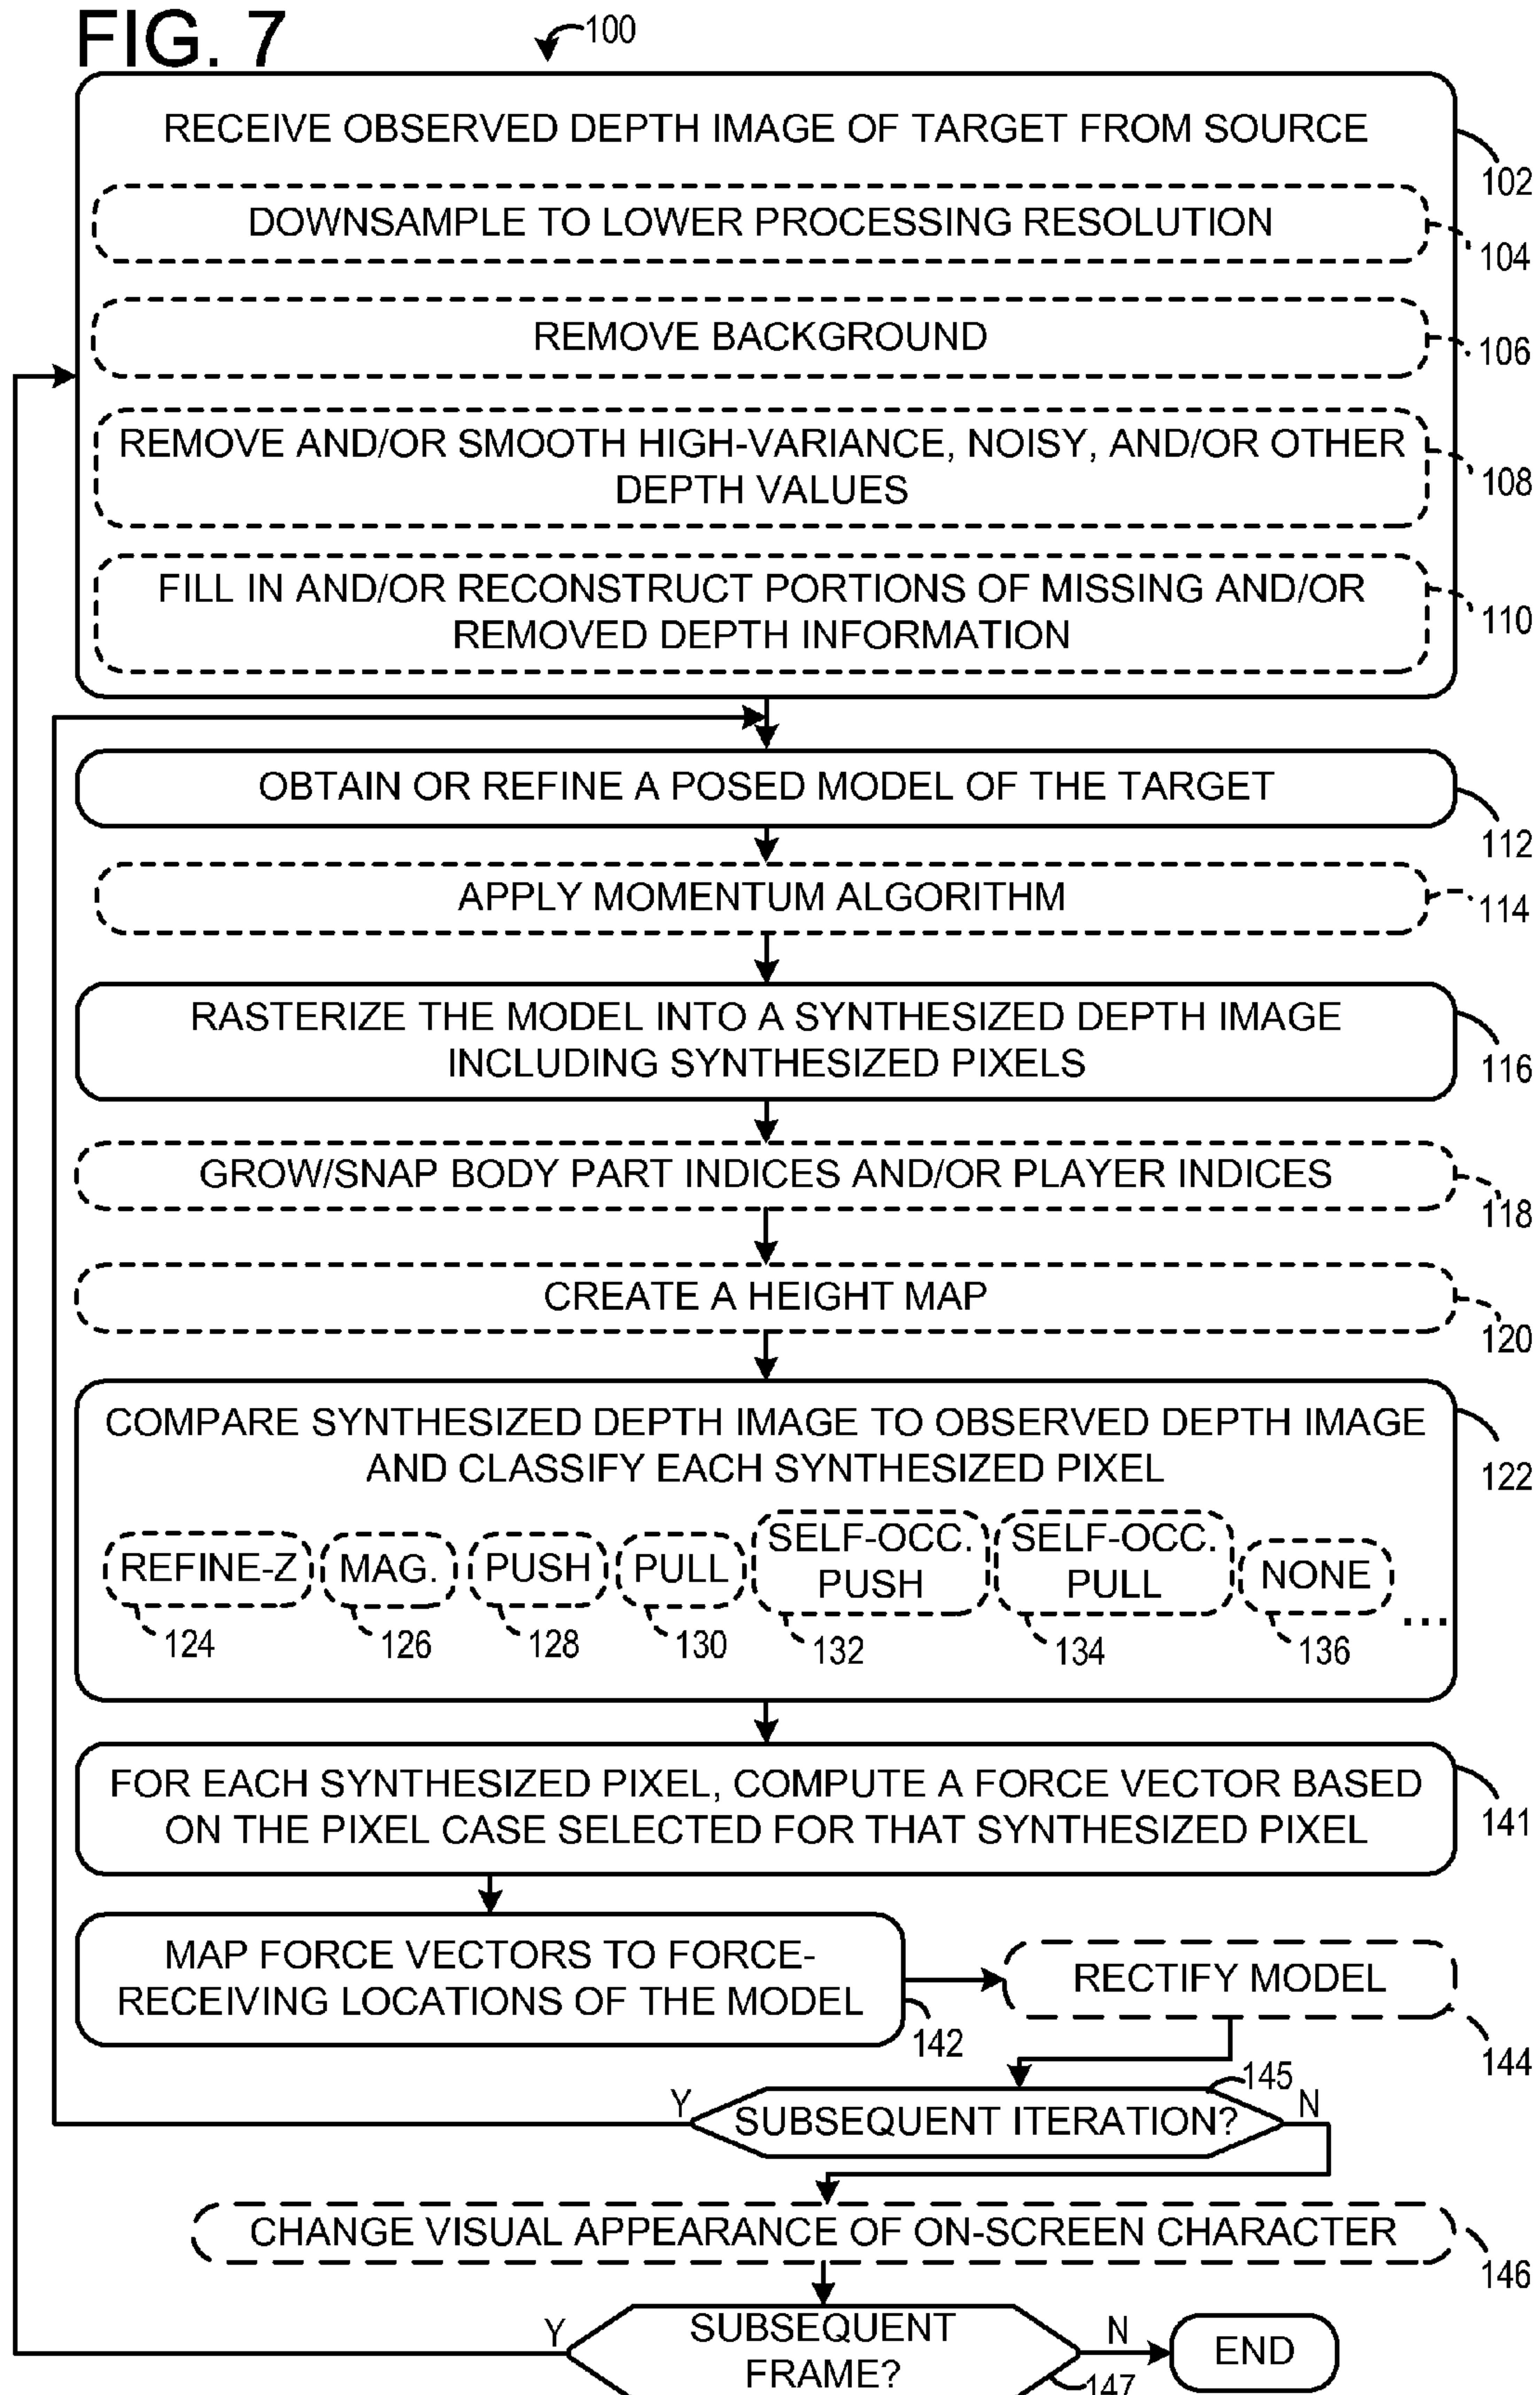 FIG. 7
100
RECEIVE OBSERVED DEPTH IMAGE OF TARGET FROM SOURCE
102
DOWNSAMPLE TO LOWER PROCESSING RESOLUTION
104
REMOVE BACKGROUND
106
REMOVE AND/OR SMOOTH HIGH-VARIANCE, NOISY, AND/OR OTHER
DEPTH VALUES
108
FILL IN AND/OR RECONSTRUCT PORTIONS OF MISSING AND/OR
REMOVED DEPTH INFORMATION
110
OBTAIN OR REFINE A POSED MODEL OF THE TARGET
112
APPLY MOMENTUM ALGORITHM
114
RASTERIZE THE MODEL INTO A SYNTHESIZED DEPTH IMAGE
INCLUDING SYNTHESIZED PIXELS
116
GROW/SNAP BODY PART INDICES AND/OR PLAYER INDICES
118
CREATE A HEIGHT MAP
120
COMPARE SYNTHESIZED DEPTH IMAGE TO OBSERVED DEPTH IMAGE
AND CLASSIFY EACH SYNTHESIZED PIXEL
122
REFINE-Z
124
MAG.
126
PUSH
128
PULL
130
SELF-OCC.
PUSH
132
SELF-OCC.
PULL
134
NONE
136
...
FOR EACH SYNTHESIZED PIXEL, COMPUTE A FORCE VECTOR BASED
ON THE PIXEL CASE SELECTED FOR THAT SYNTHESIZED PIXEL
141
MAP FORCE VECTORS TO FORCE-
RECEIVING LOCATIONS OF THE MODEL
142
RECTIFY MODEL
144
145
Y
SUBSEQUENT ITERATION?
N
CHANGE VISUAL APPEARANCE OF ON-SCREEN CHARACTER
146
Y
SUBSEQUENT
FRAME?
N
END
147